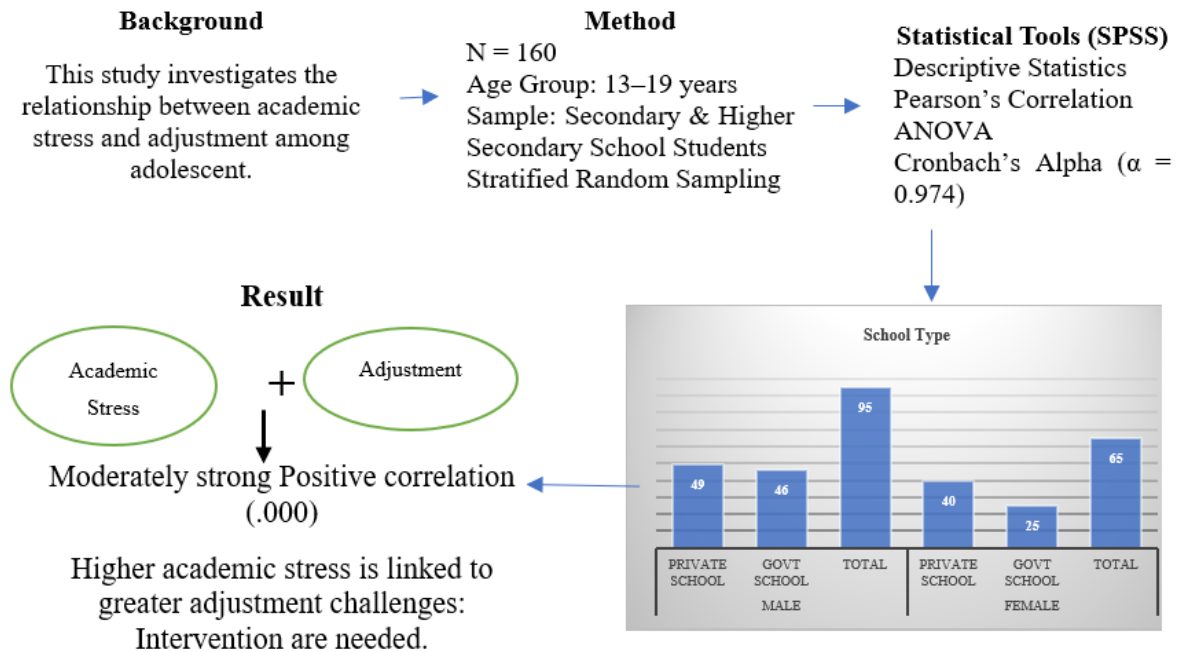 Background
This study investigates the
relationship between academic
stress and adjustment among
adolescent.
Method
N = 160
Age Group: 13–19 years
Sample: Secondary & Higher
Secondary School Students
Stratified Random Sampling
Statistical Tools (SPSS)
Descriptive Statistics
Pearson’s Correlation
ANOVA
Cronbach’s Alpha (α =
0.974)
School Type
95
65
49
46
40
25
PRIVATE SCHOOL
GOVT SCHOOL
TOTAL
PRIVATE SCHOOL
GOVT SCHOOL
TOTAL
MALE
FEMALE
Result
Academic
Stress
+
Adjustment
Moderately strong Positive correlation
(.000)
Higher academic stress is linked to
greater adjustment challenges:
Intervention are needed.